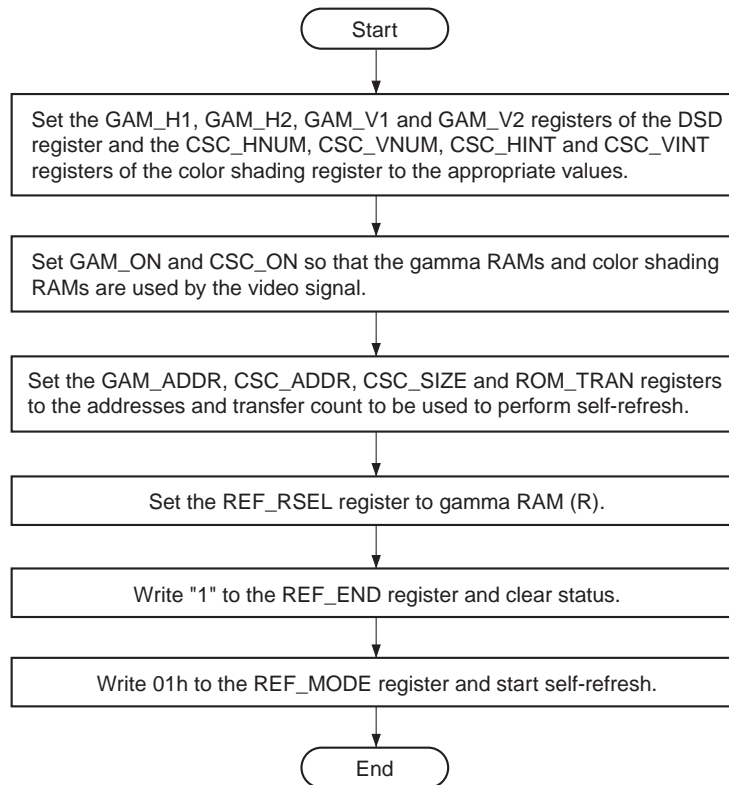 Start
Set the GAM_H1, GAM_H2, GAM_V1 and GAM_V2 registers of the DSD
register and the CSC_HNUM, CSC_VNUM, CSC_HINT and CSC_VINT
registers of the color shading register to the appropriate values.
Set GAM_ON and CSC_ON so that the gamma RAMs and color shading
RAMs are used by the video signal.
Set the GAM_ADDR, CSC_ADDR, CSC_SIZE and ROM_TRAN registers
to the addresses and transfer count to be used to perform self-refresh.
Set the REF_RSEL register to gamma RAM (R).
Write "1" to the REF_END register and clear status.
Write 01h to the REF_MODE register and start self-refresh.
End